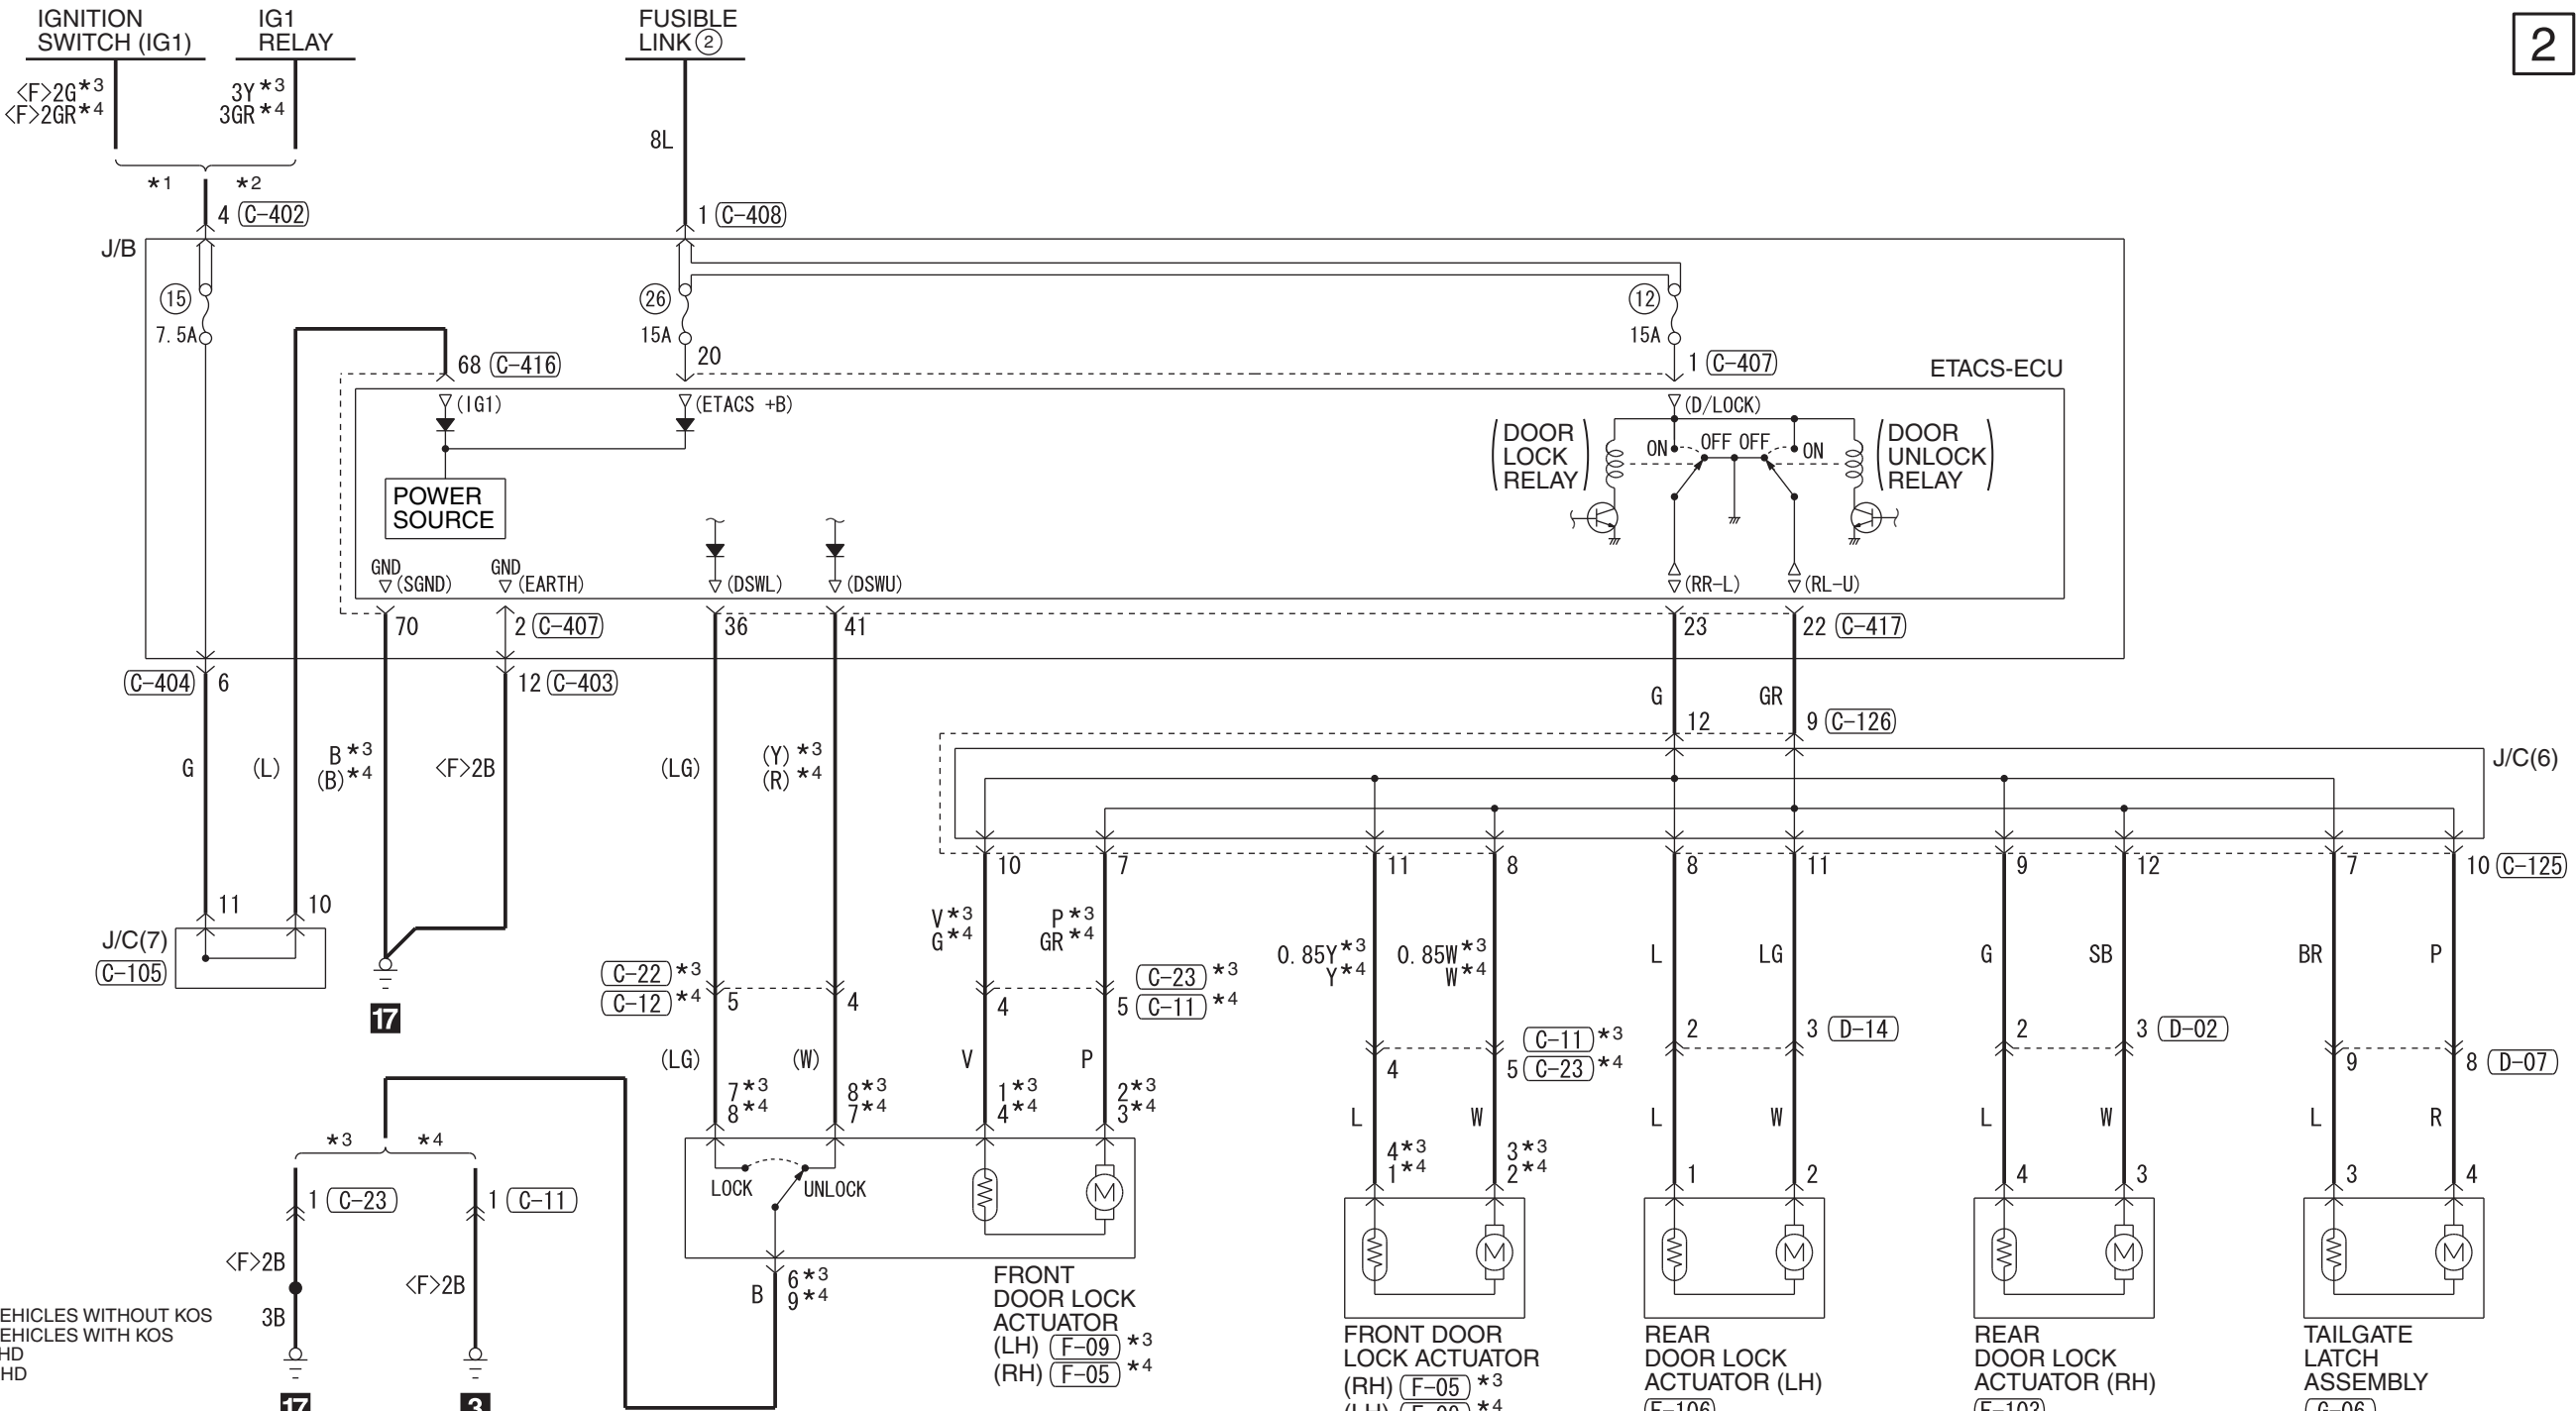 IGNITION
SWITCH (IG1)
IG1
RELAY
FUSIBLE
LINK ②
2
<F>2G*3
<F>2GR*4
3Y*3
3GR*4
8L
*1
*2
4 C-402
1 C-408
J/B
15
7.5A
26
15A
12
15A
68 C-416
20
1 C-407
ETACS-ECU
(IG1)
(ETACS +B)
(D/LOCK)
(DOOR
LOCK
RELAY)
ON OFF OFF ON
(DOOR
UNLOCK
RELAY)
POWER
SOURCE
GND
(SGND)
GND
(EARTH)
(DSWL)
(DSWU)
(RR-L)
(RL-U)
70
2 C-407
36
41
23
22 C-417
C-404 6
12 C-403
G
GR
12
9 C-126
G
(L)
B*3
(B)*4
<F>2B
(LG)
(Y)*3
(R)*4
J/C(6)
10
7
11
8
8
11
9
12
7
10 C-125
11
10
J/C(7)
C-105
17
V*3
G*4
P*3
GR*4
0.85Y*3
Y*4
0.85W*3
W*4
L
LG
G
SB
BR
P
C-22 *3
C-12 *4
5
4
4
C-23 *3
5 C-11 *4
C-11 *3
4
5 C-23 *4
2
3 D-14
2
3 D-02
9
8 D-07
(LG)
(W)
V
P
7*3
8*4
8*3
7*4
1*3
4*4
2*3
3*4
L
W
L
W
L
W
L
R
4*3
1*4
3*3
2*4
1
2
4
3
3
4
*3
*4
1 C-23
1 C-11
<F>2B
3B
<F>2B
17
3
LOCK
UNLOCK
M
M
M
M
M
B
6*3
9*4
FRONT
DOOR LOCK
ACTUATOR
(LH) F-09 *3
(RH) F-05 *4
FRONT DOOR
LOCK ACTUATOR
(RH) F-05 *3
*4
REAR
DOOR LOCK
ACTUATOR (LH)
REAR
DOOR LOCK
ACTUATOR (RH)
TAILGATE
LATCH
ASSEMBLY
EHICLES WITHOUT KOS
EHICLES WITH KOS
HD
HD